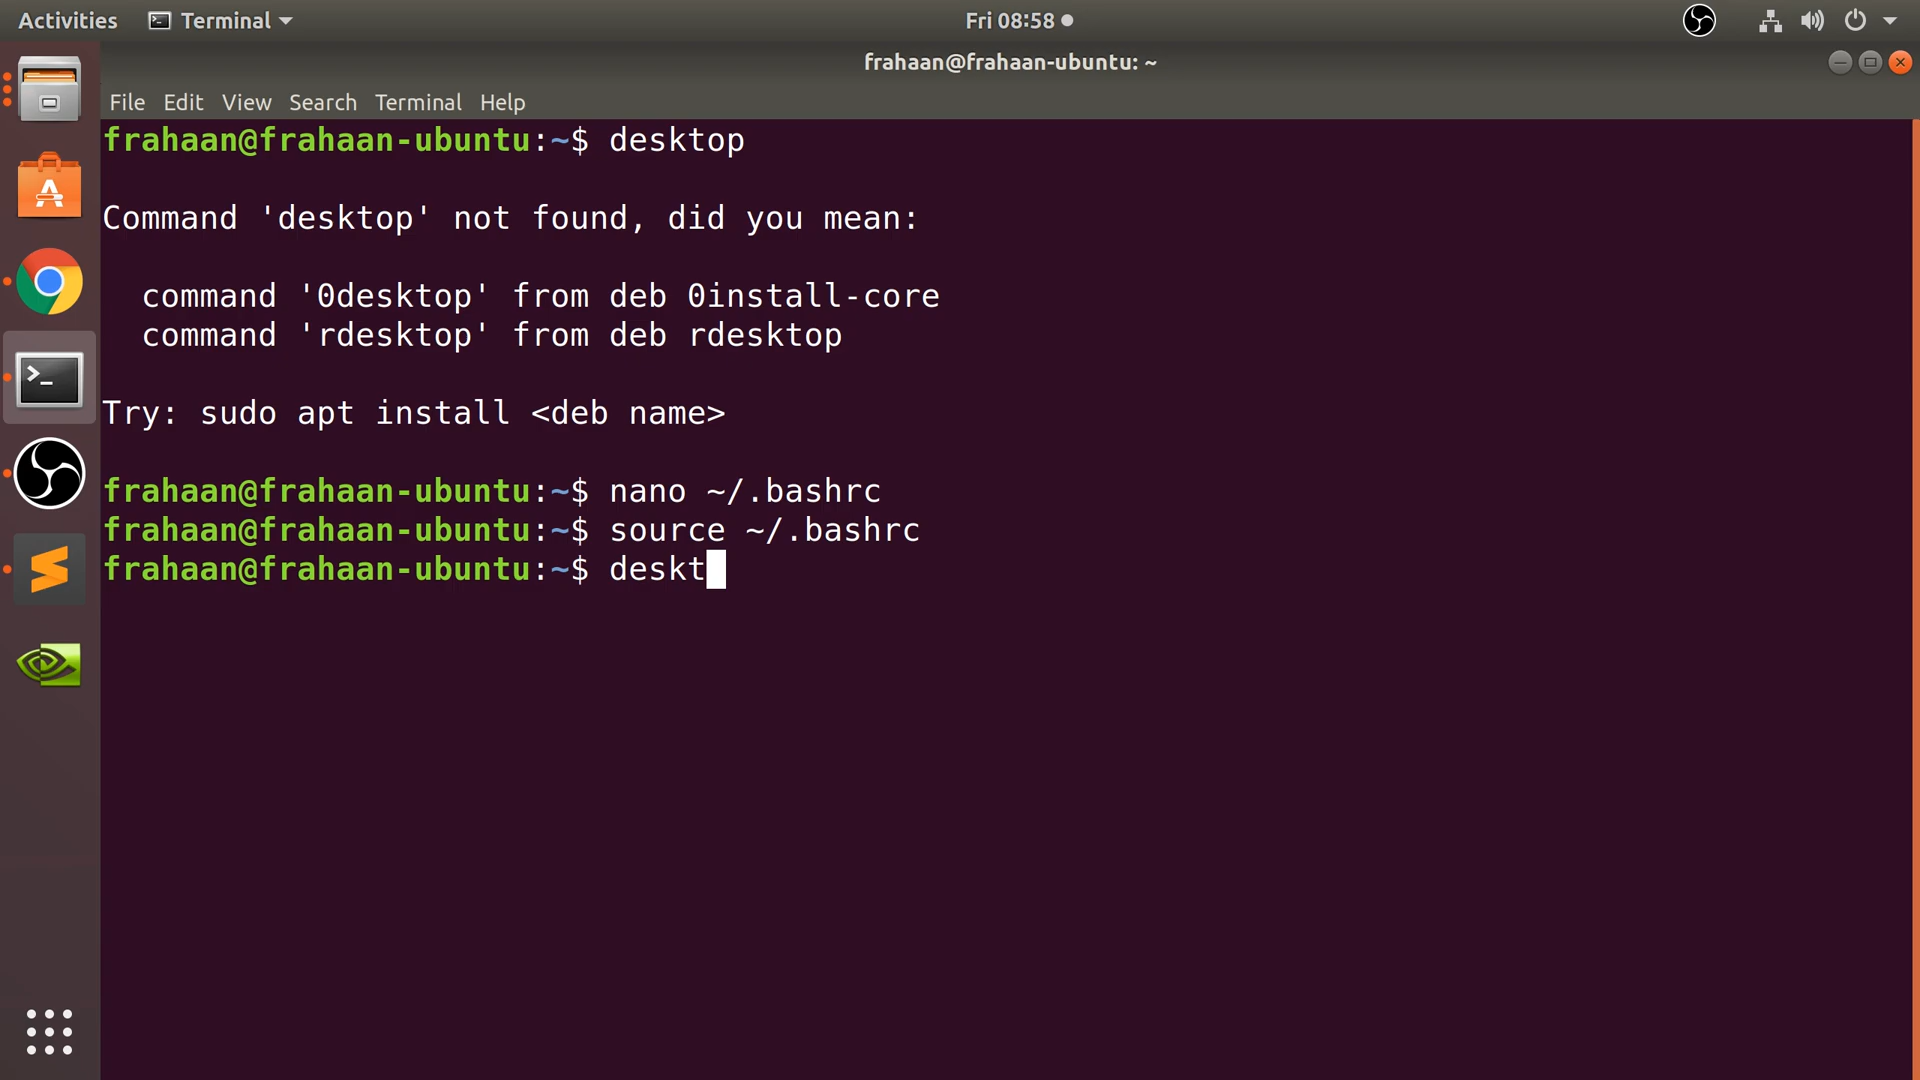 Activities Terminal Fri 08:58
frahaan@frahaan-ubuntu: ~
File Edit View Search Terminal Help
frahaan@frahaan-ubuntu:~$ desktop
Command 'desktop' not found, did you mean:
command '0desktop' from deb 0install-core
command 'rdesktop' from deb rdesktop
Try: sudo apt install <deb name>
frahaan@frahaan-ubuntu:~$ nano ~/.bashrc
frahaan@frahaan-ubuntu:~$ source ~/.bashrc
frahaan@frahaan-ubuntu:~$ deskt